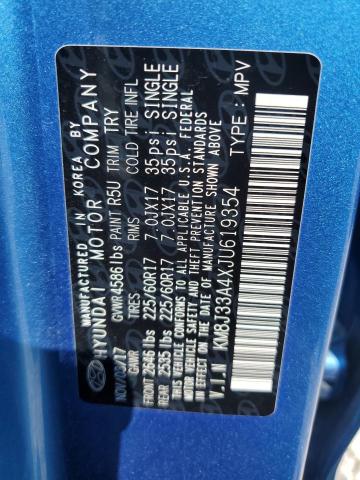 MANUFACTURED IN KOREA BY
HYUNDAI MOTOR COMPANY
GVWR 4586 lbs PAINT R5U TRIM TRY
GAWR TIRES RIMS COLD TIRE INFL
FRONT 2646 lbs 225/60R17 7.0JX17 35psi SINGLE
REAR 2535 lbs 225/60R17 7.0JX17 35psi SINGLE
THIS VEHICLE CONFORMS TO ALL APPLICABLE U.S.A. FEDERAL
MOTOR VEHICLE SAFETY AND THEFT PREVENTION STANDARDS
IN EFFECT ON THE DATE OF MANUFACTURE SHOWN ABOVE.
V.I.N KM8J33A4XJU619354 TYPE : MPV